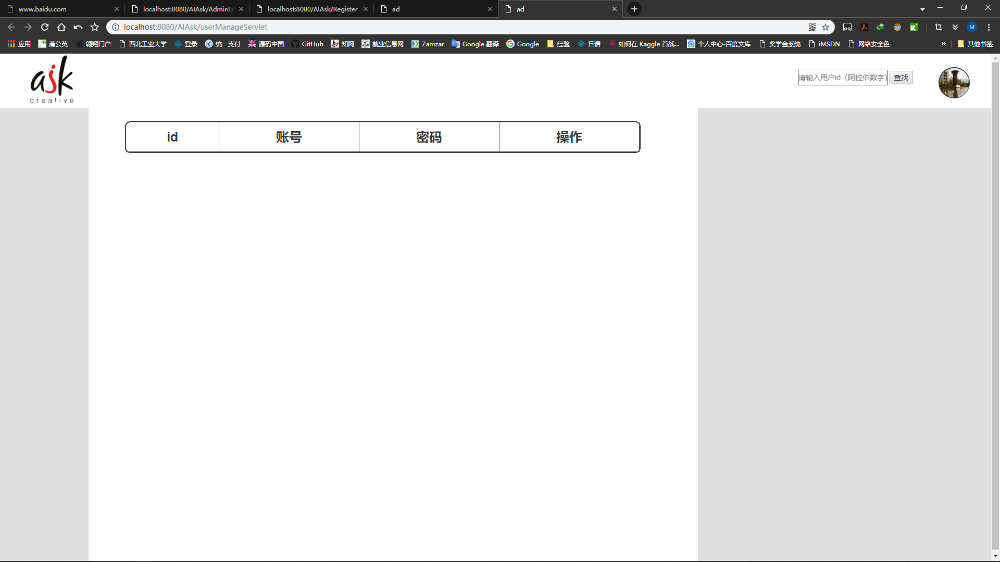 www.baidu.com
localhost:8080/AIAsk/AdminLo
localhost:8080/AIAsk/Register
ad
ad
localhost:8080/AIAsk/userManageServlet
M
应用
蒲公英
翱翔门户
西北工业大学
登录
统一支付
源码中国
GitHub
知网
就业信息网
Zamzar
Google 翻译
Google
经验
日语
如何在 Kaggle 首战...
个人中心-百度文库
奖学金系统
iMSDN
网络安全色
»
其他书签
ask
creative
请输入用户id（阿拉伯数字）
查找
id
账号
密码
操作